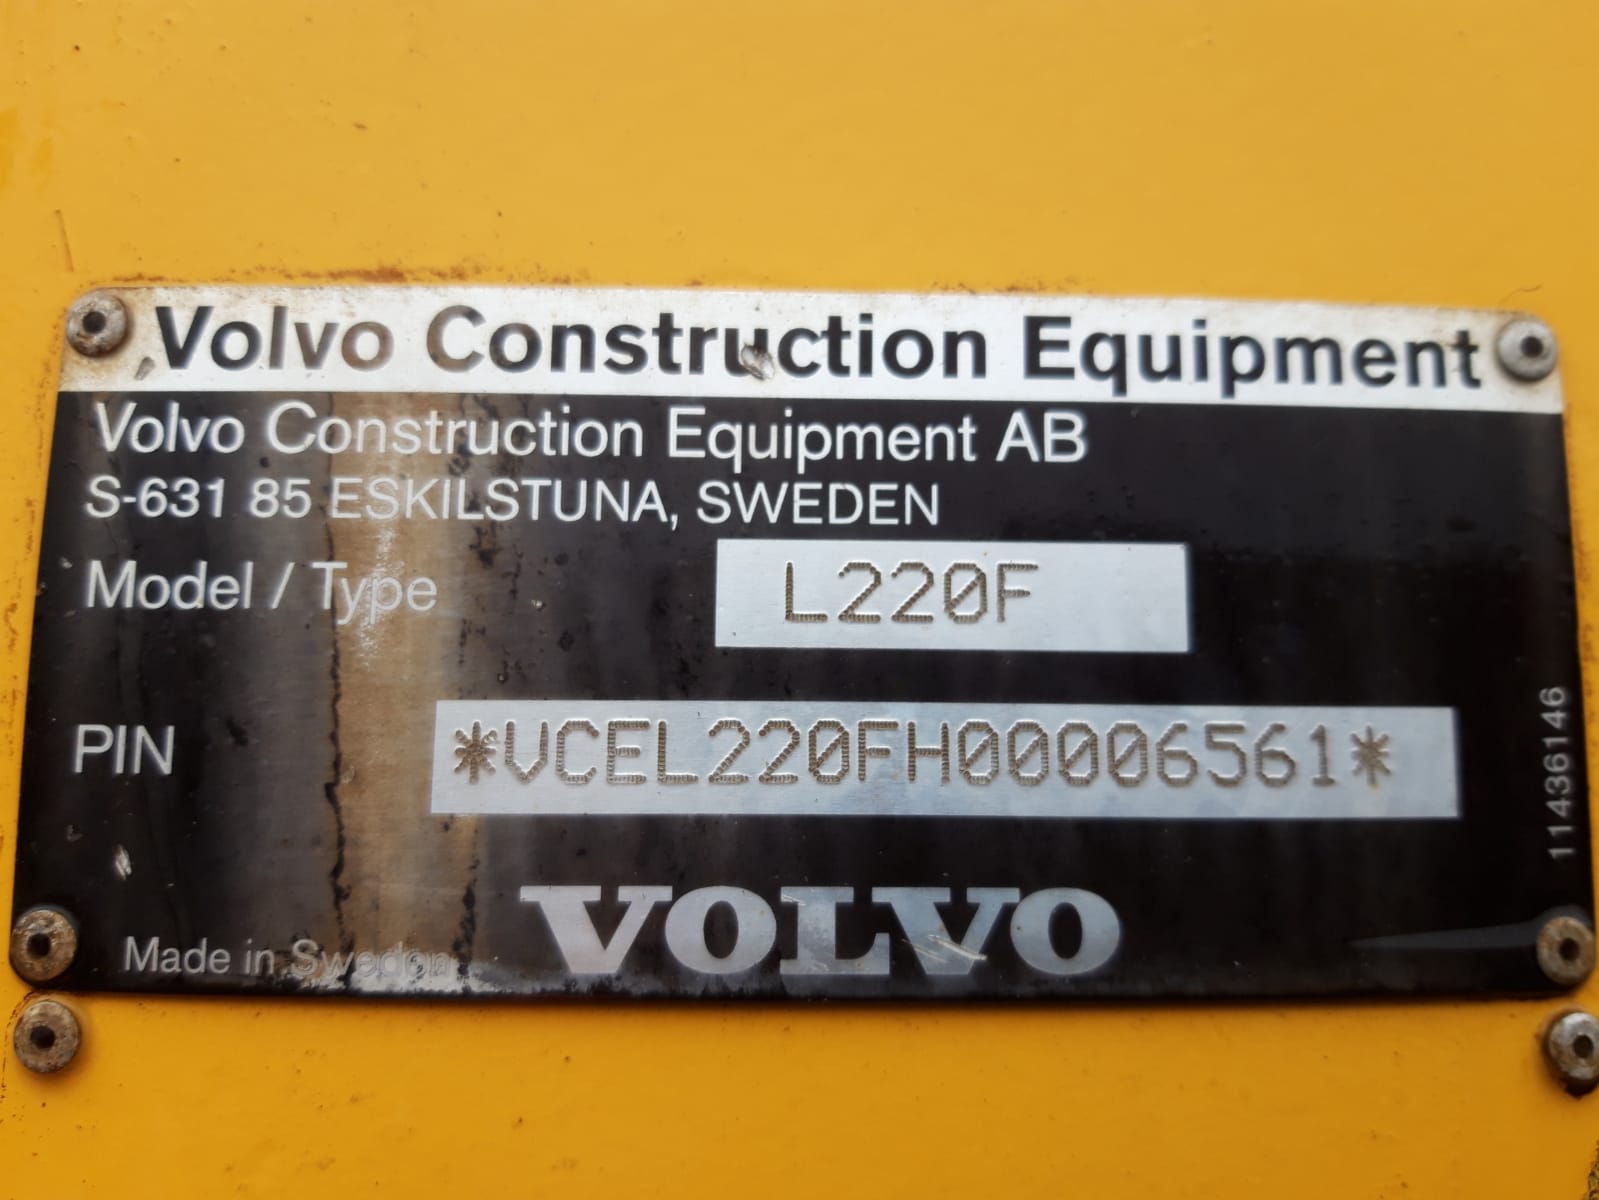 Volvo Construction Equipment
Volvo Construction Equipment AB
S-631 85 ESKILSTUNA, SWEDEN
Model / Type L220F
PIN *VCEL220FH00006561*
11436146
VOLVO
Made in Sweden